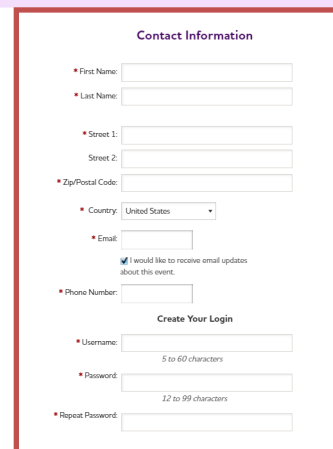 Contact Information
* First Name:
* Last Name:
* Street 1:
Street 2:
* Zip/Postal Code:
* Country: United States
* Email:
I would like to receive email updates
about this event.
* Phone Number:
Create Your Login
* Username:
5 to 60 characters
* Password:
12 to 99 characters
* Repeat Password: